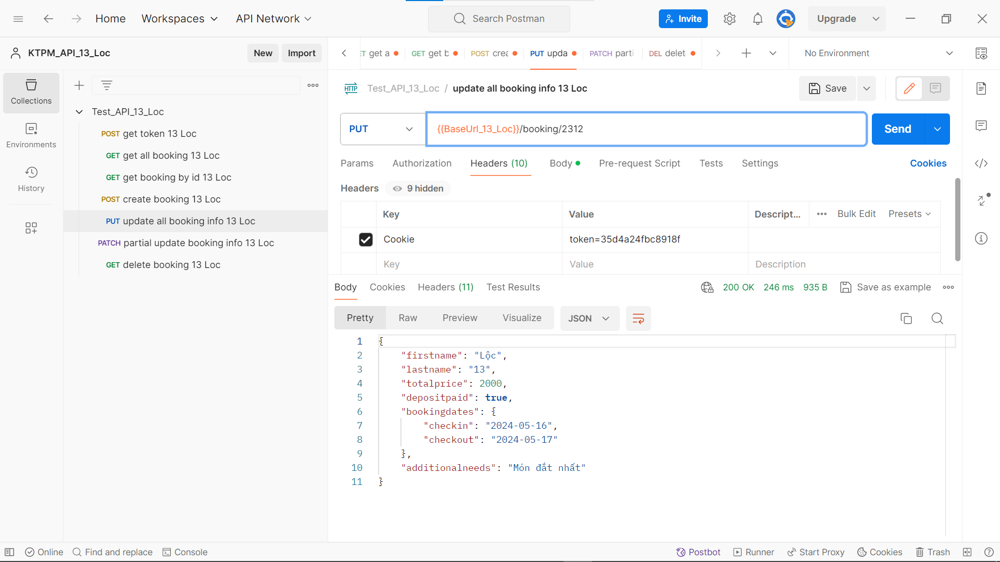 Home Workspaces API Network Search Postman Invite Upgrade
KTPM_API_13_Loc New Import
GET get a GET get b POST crea PUT upda PATCH parti DEL delet No Environment
Collections
Environments
History
Test_API_13_Loc
POST get token 13 Loc
GET get all booking 13 Loc
GET get booking by id 13 Loc
POST create booking 13 Loc
PUT update all booking info 13 Loc
PATCH partial update booking info 13 Loc
GET delete booking 13 Loc
HTTP Test_API_13_Loc / update all booking info 13 Loc Save
PUT {{BaseUrl_13_Loc}}/booking/2312 Send
Params Authorization Headers (10) Body Pre-request Script Tests Settings Cookies
Headers 9 hidden
Key Value Descript... Bulk Edit Presets
Cookie token=35d4a24fbc8918f
Key Value Description
Body Cookies Headers (11) Test Results 200 OK 246 ms 935 B Save as example
Pretty Raw Preview Visualize JSON
1 {
2 "firstname": "Lộc",
3 "lastname": "13",
4 "totalprice": 2000,
5 "depositpaid": true,
6 "bookingdates": {
7 "checkin": "2024-05-16",
8 "checkout": "2024-05-17"
9 },
10 "additionalneeds": "Món đắt nhất"
11 }
Online Find and replace Console Postbot Runner Start Proxy Cookies Trash